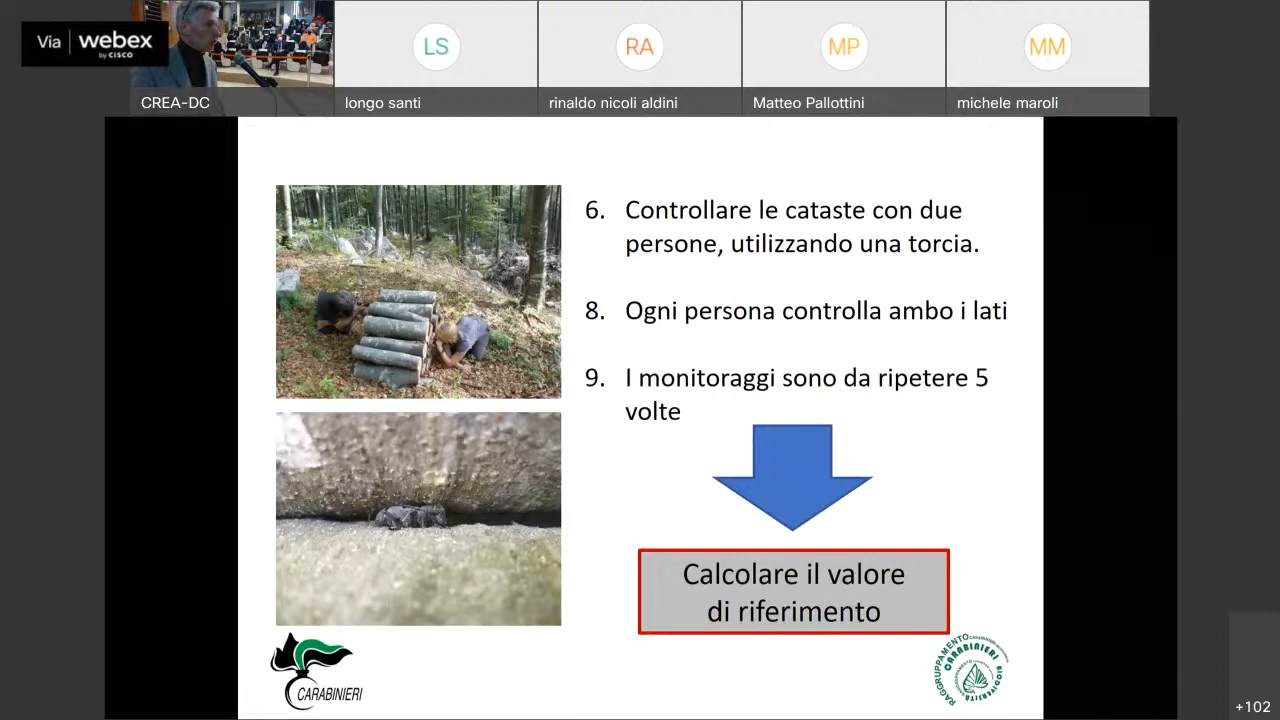 Via webex
by CISCO
LS
RA
MP
MM
CREA-DC
longo santi
rinaldo nicoli aldini
Matteo Pallottini
michele maroli
6. Controllare le cataste con due
persone, utilizzando una torcia.
8. Ogni persona controlla ambo i lati
9. I monitoraggi sono da ripetere 5
volte
Calcolare il valore
di riferimento
CARABINIERI
RAGGRUPPAMENTO
CARABINIERI
BIODIVERSITÀ
+102